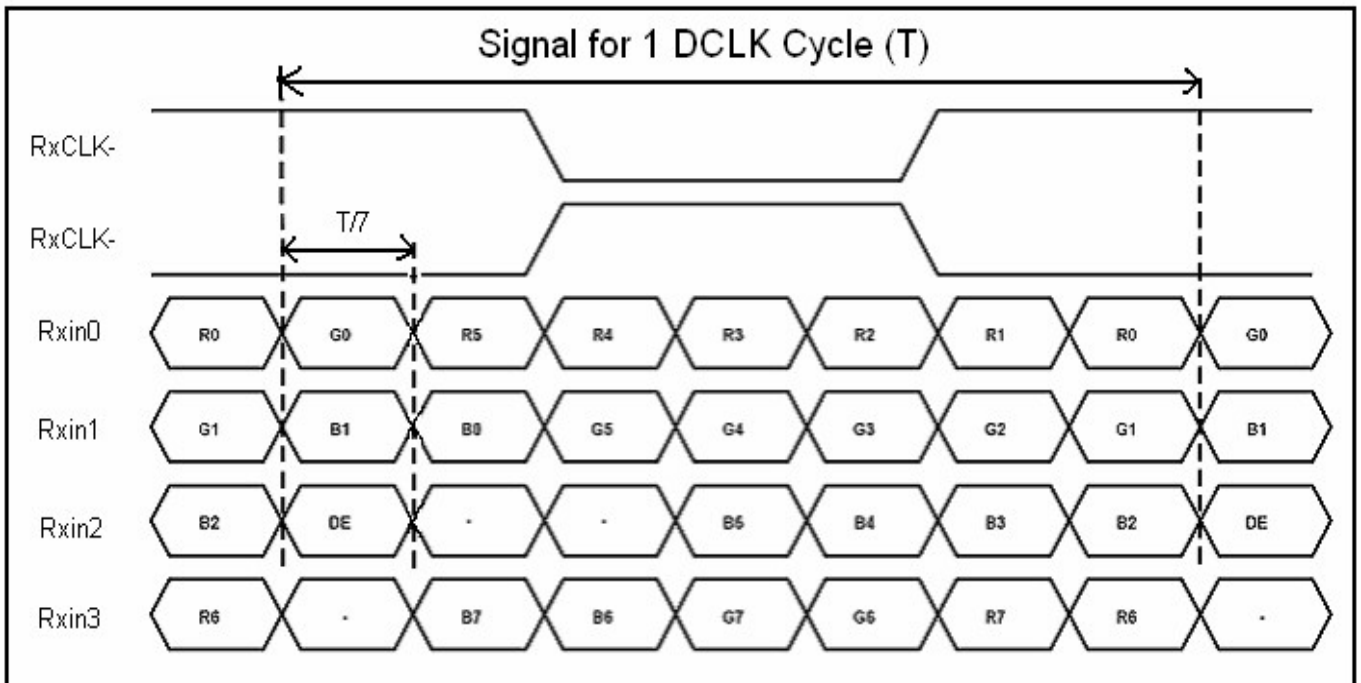 Signal for 1 DCLK Cycle (T)
RxCLK-
RxCLK-
T/7
Rxin0 R0 G0 R5 R4 R3 R2 R1 R0 G0
Rxin1 G1 B1 B0 G5 G4 G3 G2 G1 B1
Rxin2 B2 DE - - B5 B4 B3 B2 DE
Rxin3 R6 - B7 B6 G7 G6 R7 R6 -